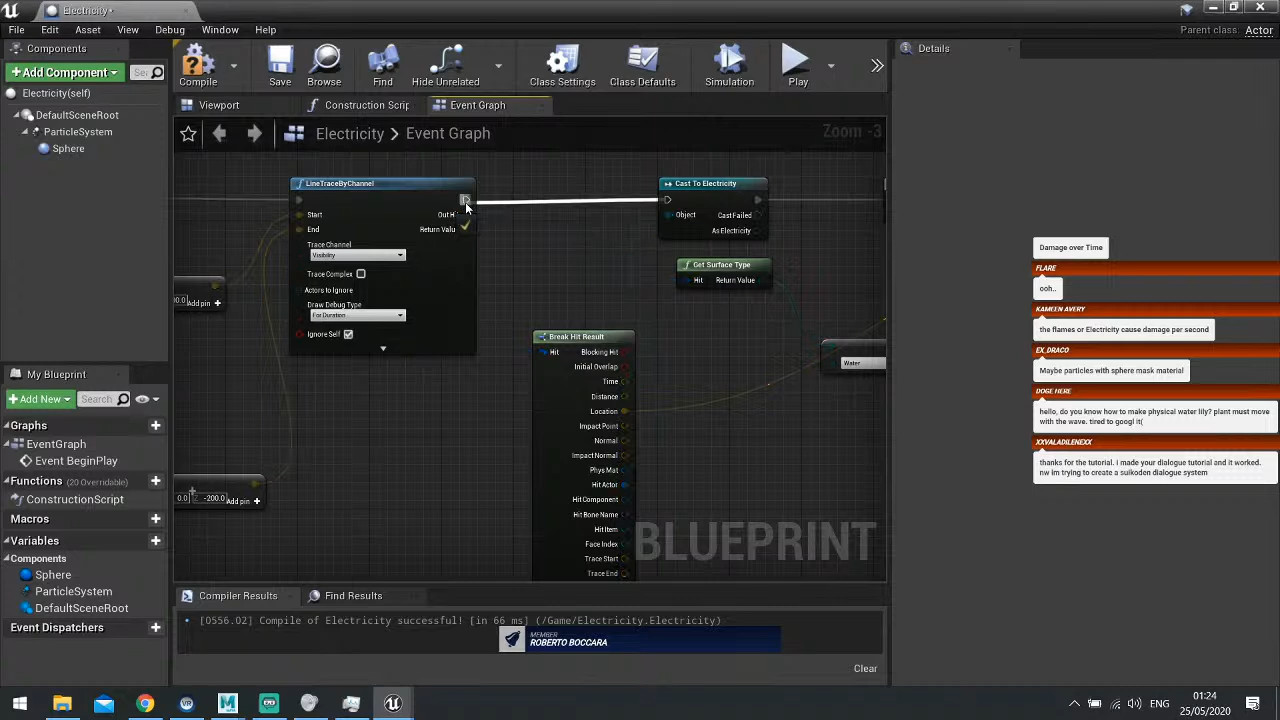 Electricity*
File Edit Asset View Debug Window Help
Parent class: Actor
Components
Add Component
Details
Compile
Save
Browse
Find
Hide Unrelated
Class Settings
Class Defaults
Simulation
Play
Electricity(self)
DefaultSceneRoot
ParticleSystem
Sphere
Viewport
Construction Scrip
Event Graph
Electricity > Event Graph
Zoom -3
LineTraceByChannel
Start
Out H
End
Return Valu
Trace Channel
Visibility
Trace Complex
Actors to Ignore
Draw Debug Type
For Duration
Ignore Self
Cast To Electricity
Object
Cast Failed
As Electricity
Get Surface Type
Hit
Return Value
00.0 Add pin +
0.0 Z -200.0 Add pin +
Water
Break Hit Result
Hit
Blocking Hit
Initial Overlap
Time
Distance
Location
Impact Point
Normal
Impact Normal
Phys Mat
Hit Actor
Hit Component
Hit Bone Name
Hit Item
Face Index
Trace Start
Trace End
BLUEPRINT
My Blueprint
Add New
Search
Graphs
EventGraph
Event BeginPlay
Functions (20 Overridable)
ConstructionScript
Macros
Variables
Components
Sphere
ParticleSystem
DefaultSceneRoot
Event Dispatchers
Damage over Time
FLARE
ooh..
KAMEEN AVERY
the flames or Electricity cause damage per second
EX_DRACO
Maybe particles with sphere mask material
DOGE HERE
hello, do you know how to make physical water lily? plant must move
with the wave. tired to googl it(
XXVALADILENEXX
thanks for the tutorial. i made your dialogue tutorial and it worked.
nw im trying to create a suikoden dialogue system
Compiler Results
Find Results
[0556.02] Compile of Electricity successful! [in 66 ms] (/Game/Electricity.Electricity)
MEMBER
ROBERTO BOCCARA
Clear
ENG
01:24
25/05/2020